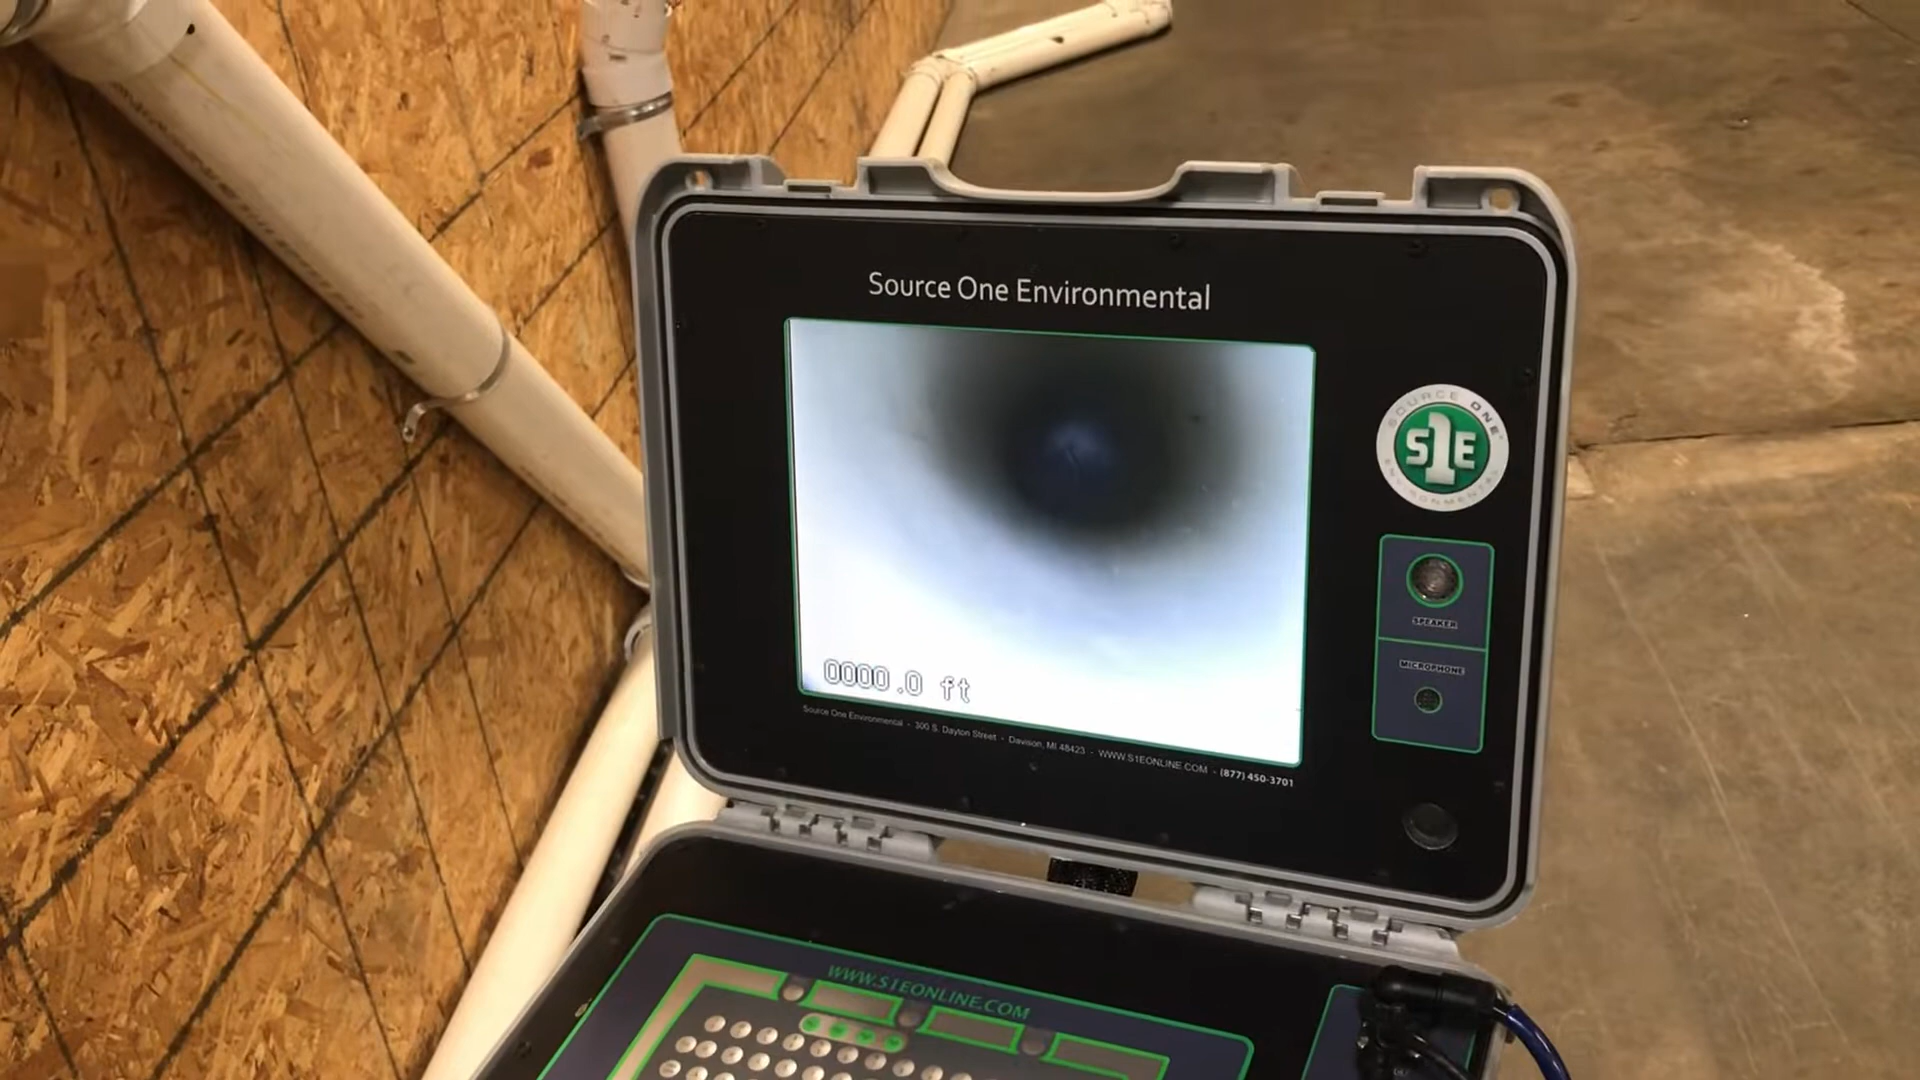 Source One Environmental
SOURCE ONE
S1E
ENVIRONMENTAL
SPEAKER
MICROPHONE
0000.0 ft
Source One Environmental - 300 S. Dayton Street - Davison, MI 48423 - WWW.S1EONLINE.COM - (877) 450-3701
WWW.S1EONLINE.COM